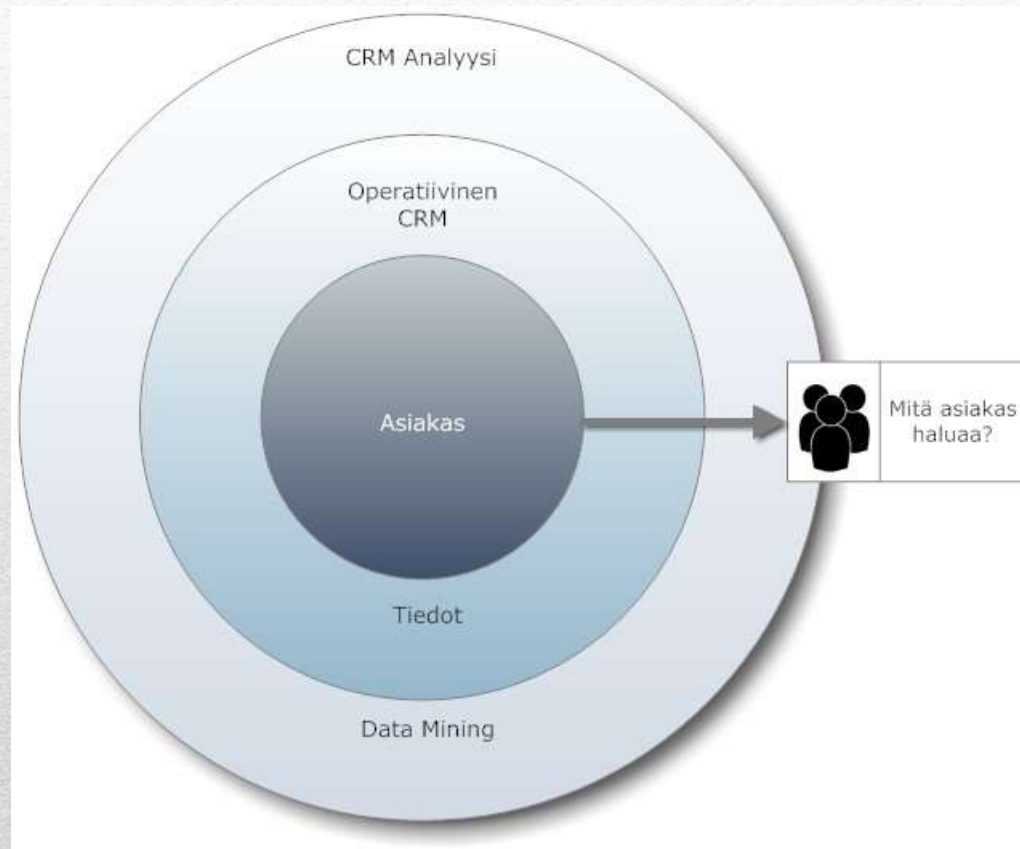 CRM Analyysi
Operatiivinen
CRM
Asiakas
Mitä asiakas
haluaa?
Tiedot
Data Mining